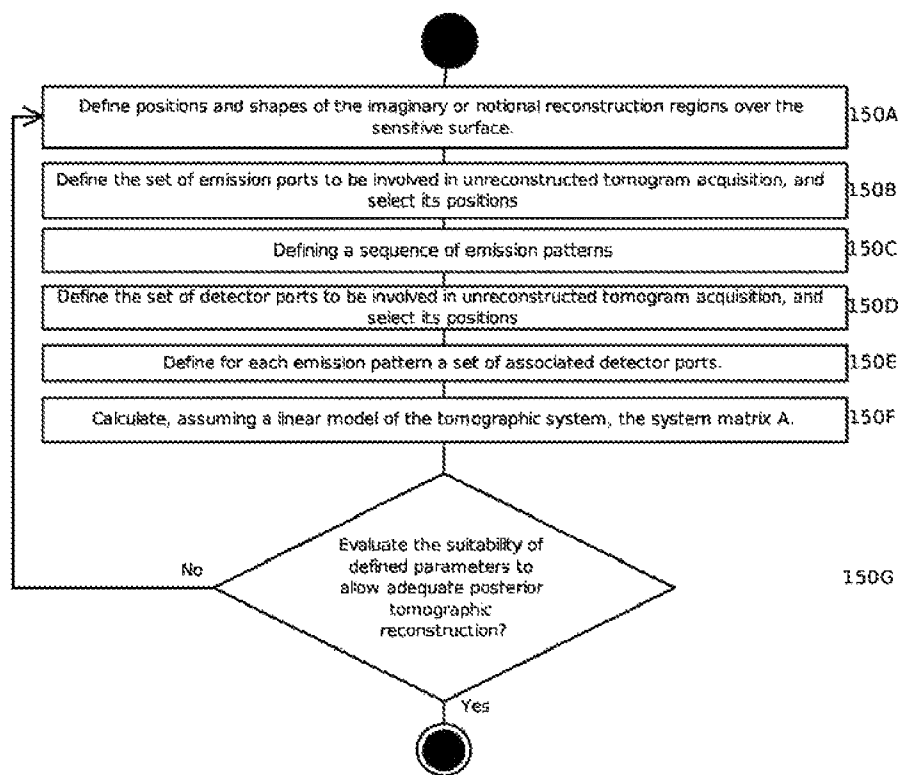 Define positions and shapes of the imaginary or notional reconstruction regions over the
sensitive surface.
150A
Define the set of emission ports to be involved in unreconstructed tomogram acquisition, and
select its positions
150B
Defining a sequence of emission patterns
150C
Define the set of detector ports to be involved in unreconstructed tomogram acquisition, and
select its positions
150D
Define for each emission pattern a set of associated detector ports.
150E
Calculate, assuming a linear model of the tomographic system, the system matrix A.
150F
Evaluate the suitability of
defined parameters to
allow adequate posterior
tomographic
reconstruction?
150G
No
Yes